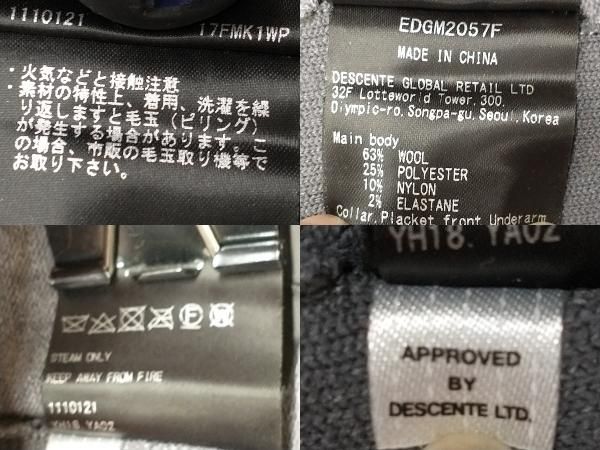 1110121
17FMK1WP
・火気などと接触注意
・素材の特性上、着用、洗濯を繰
り返しますと毛玉(ピリング)
が発生する場合があります。こ
の場合、市販の毛玉取り機等で
お取り下さい。
EDGM2057F
MADE IN CHINA
DESCENTE GLOBAL RETAIL LTD
32F Lotteworld Tower, 300,
Olympic-ro, Songpa-gu, Seoul, Korea
Main body
63% WOOL
25% POLYESTER
10% NYLON
2% ELASTANE
Collar, Placket front Underarm
F W
STEAM ONLY
KEEP AWAY FROM FIRE
1110121
YH18 YA02
YH18 YA02
APPROVED
BY
DESCENTE LTD.